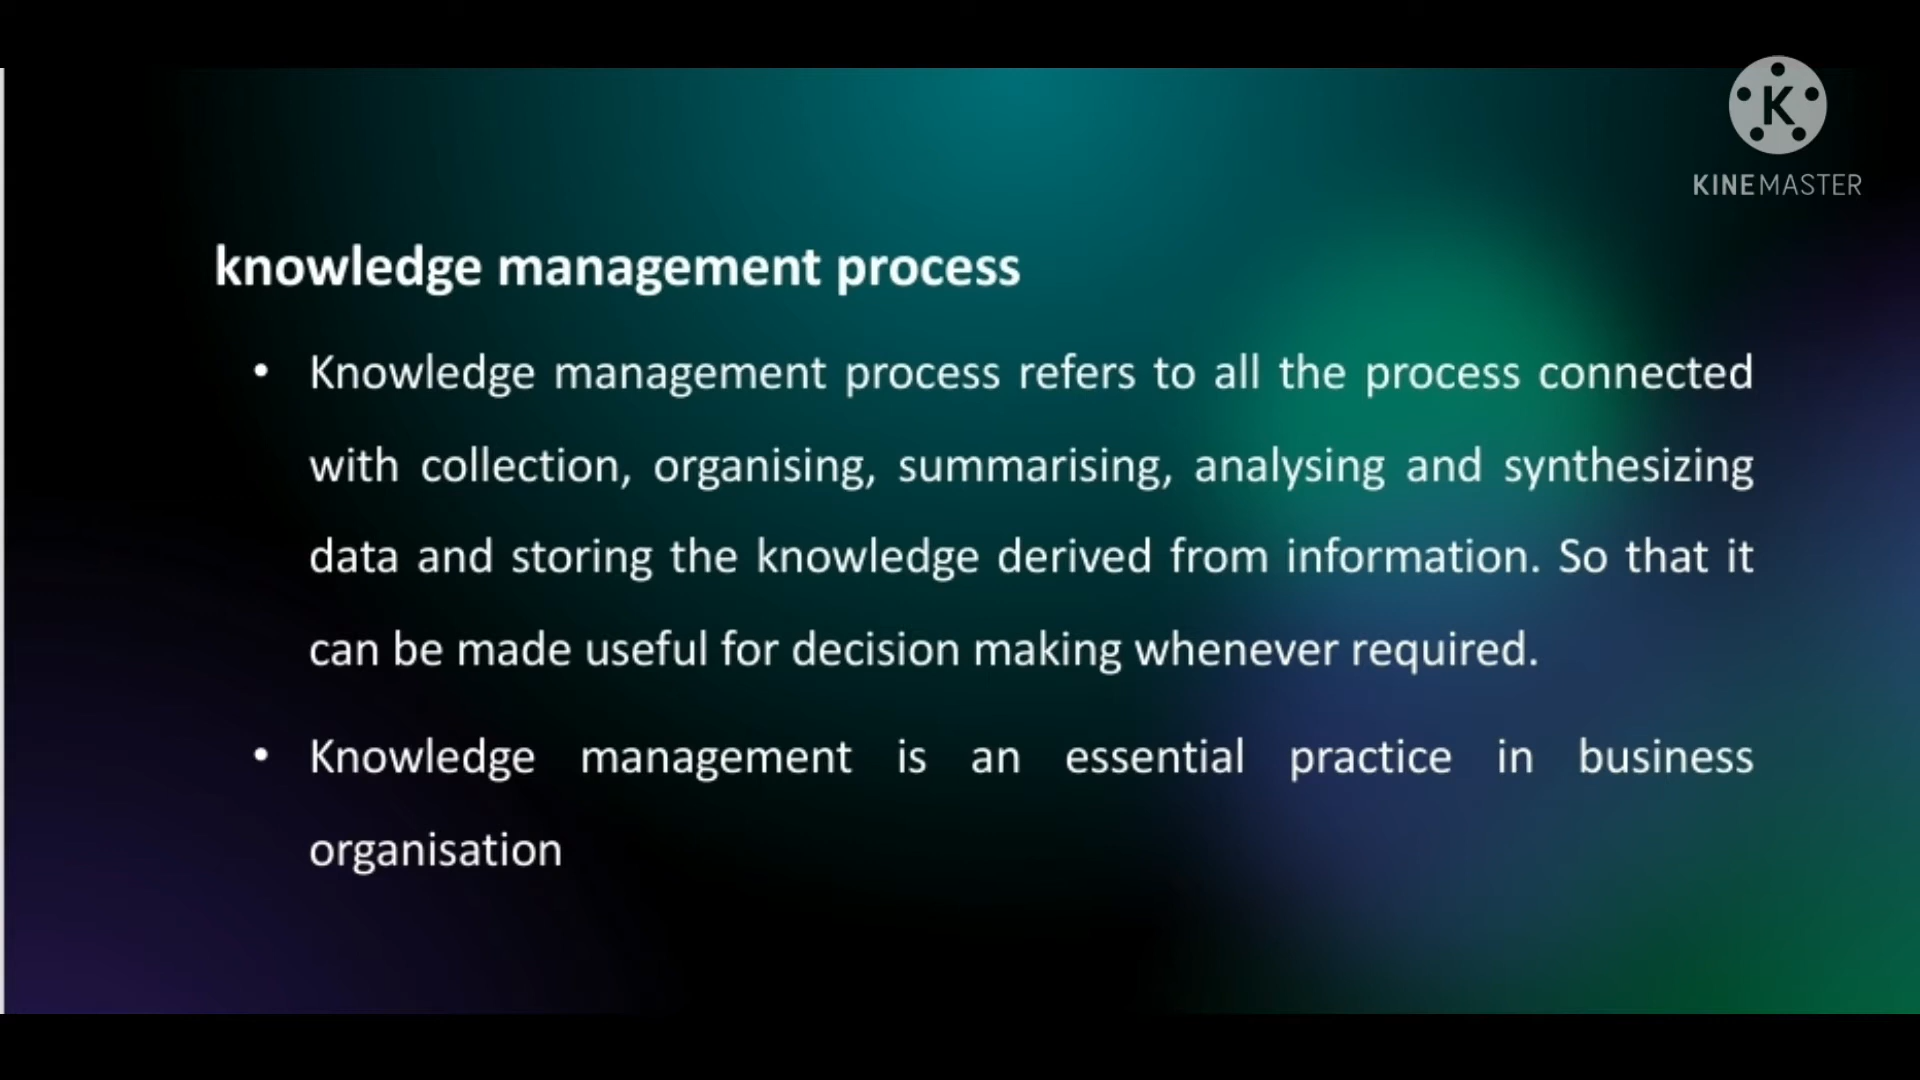 K
KINEMASTER
knowledge management process
• Knowledge management process refers to all the process connected
with collection, organising, summarising, analysing and synthesizing
data and storing the knowledge derived from information. So that it
can be made useful for decision making whenever required.
• Knowledge management is an essential practice in business
organisation